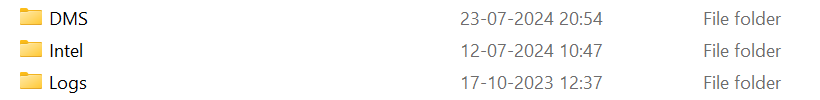 DMS 23-07-2024 20:54 File folder
Intel 12-07-2024 10:47 File folder
Logs 17-10-2023 12:37 File folder